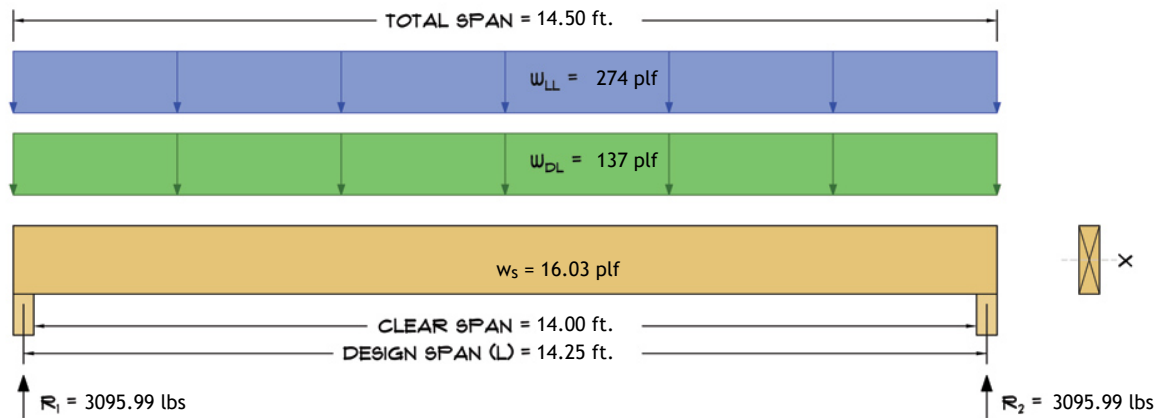 TOTAL SPAN = 14.50 ft.
w_LL = 274 plf
w_DL = 137 plf
w_s = 16.03 plf
X
CLEAR SPAN = 14.00 ft.
DESIGN SPAN (L) = 14.25 ft.
R_1 = 3095.99 lbs
R_2 = 3095.99 lbs